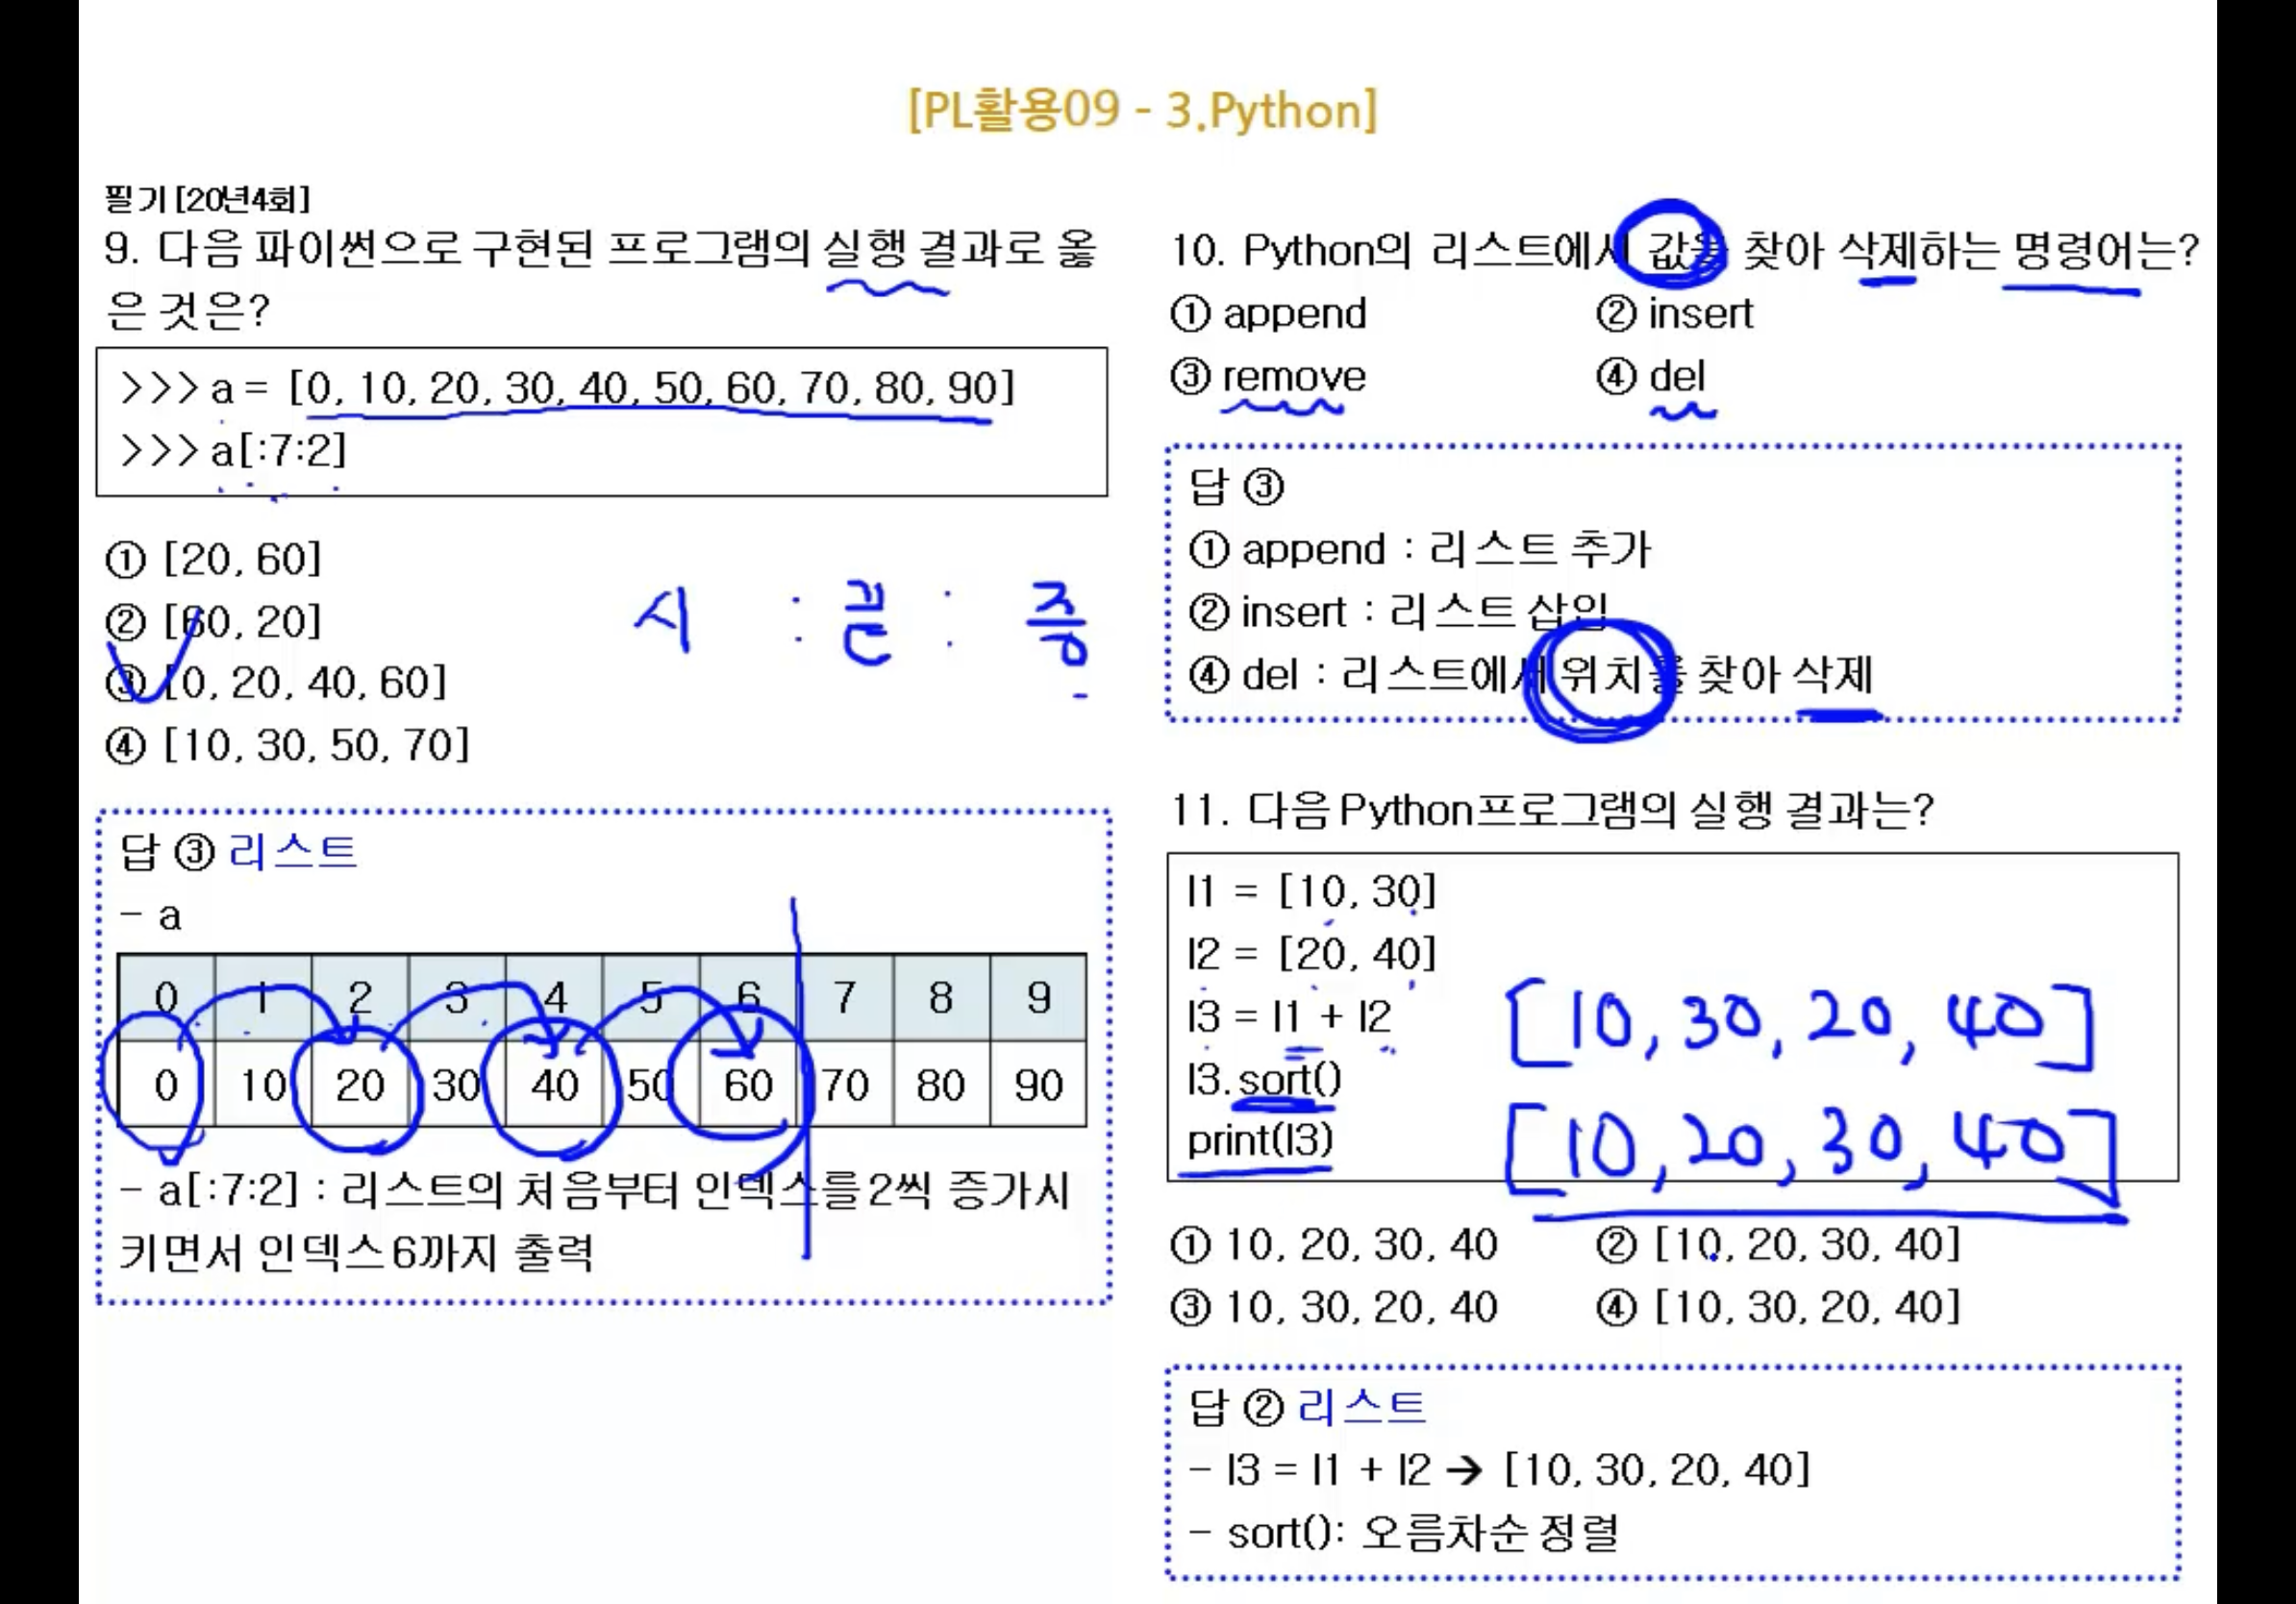 [PL활용09 - 3.Python]
필기 [20년4회]
9. 다음 파이썬으로 구현된 프로그램의 실행 결과로 옳
은 것은?
>>> a = [0, 10, 20, 30, 40, 50, 60, 70, 80, 90]
>>> a[:7:2]
① [20, 60]
② [60, 20]
③ [0, 20, 40, 60]
④ [10, 30, 50, 70]
시 : 끝 : 증
답 ③ 리스트
- a
0 1 2 3 4 5 6 7 8 9
0 10 20 30 40 50 60 70 80 90
- a[:7:2] : 리스트의 처음부터 인덱스를 2씩 증가시
키면서 인덱스 6까지 출력
10. Python의 리스트에서 값을 찾아 삭제하는 명령어는?
① append ② insert
③ remove ④ del
답 ③
① append : 리스트 추가
② insert : 리스트 삽입
④ del : 리스트에서 위치를 찾아 삭제
11. 다음 Python프로그램의 실행 결과는?
l1 = [10, 30]
l2 = [20, 40]
l3 = l1 + l2
[10, 30, 20, 40]
l3.sort()
print(l3)
[10, 20, 30, 40]
① 10, 20, 30, 40 ② [10, 20, 30, 40]
③ 10, 30, 20, 40 ④ [10, 30, 20, 40]
답 ② 리스트
- l3 = l1 + l2 → [10, 30, 20, 40]
- sort(): 오름차순 정렬